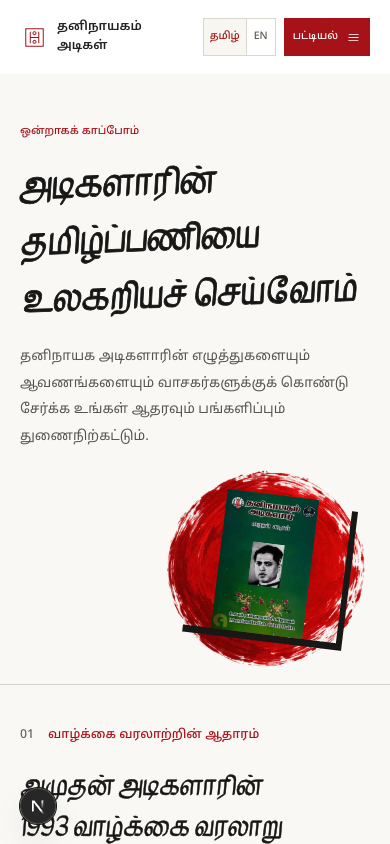 தனிநாயகம்
அடிகள்
தமிழ்
EN
பட்டியல்
ஒன்றாகக் காப்போம்
அடிகளாரின்
தமிழ்ப்பணியை
உலகறியச் செய்வோம்
தனிநாயக அடிகளாரின் எழுத்துகளையும்
ஆவணங்களையும் வாசகர்களுக்குக் கொண்டு
சேர்க்க உங்கள் ஆதரவும் பங்களிப்பும்
துணைநிற்கட்டும்.
தனிநாயகம்
அடிகளார்
01 வாழ்க்கை வரலாற்றின் ஆதாரம்
அமுதன் அடிகளாரின்
N
1993 வாழ்க்கை வரலாறு